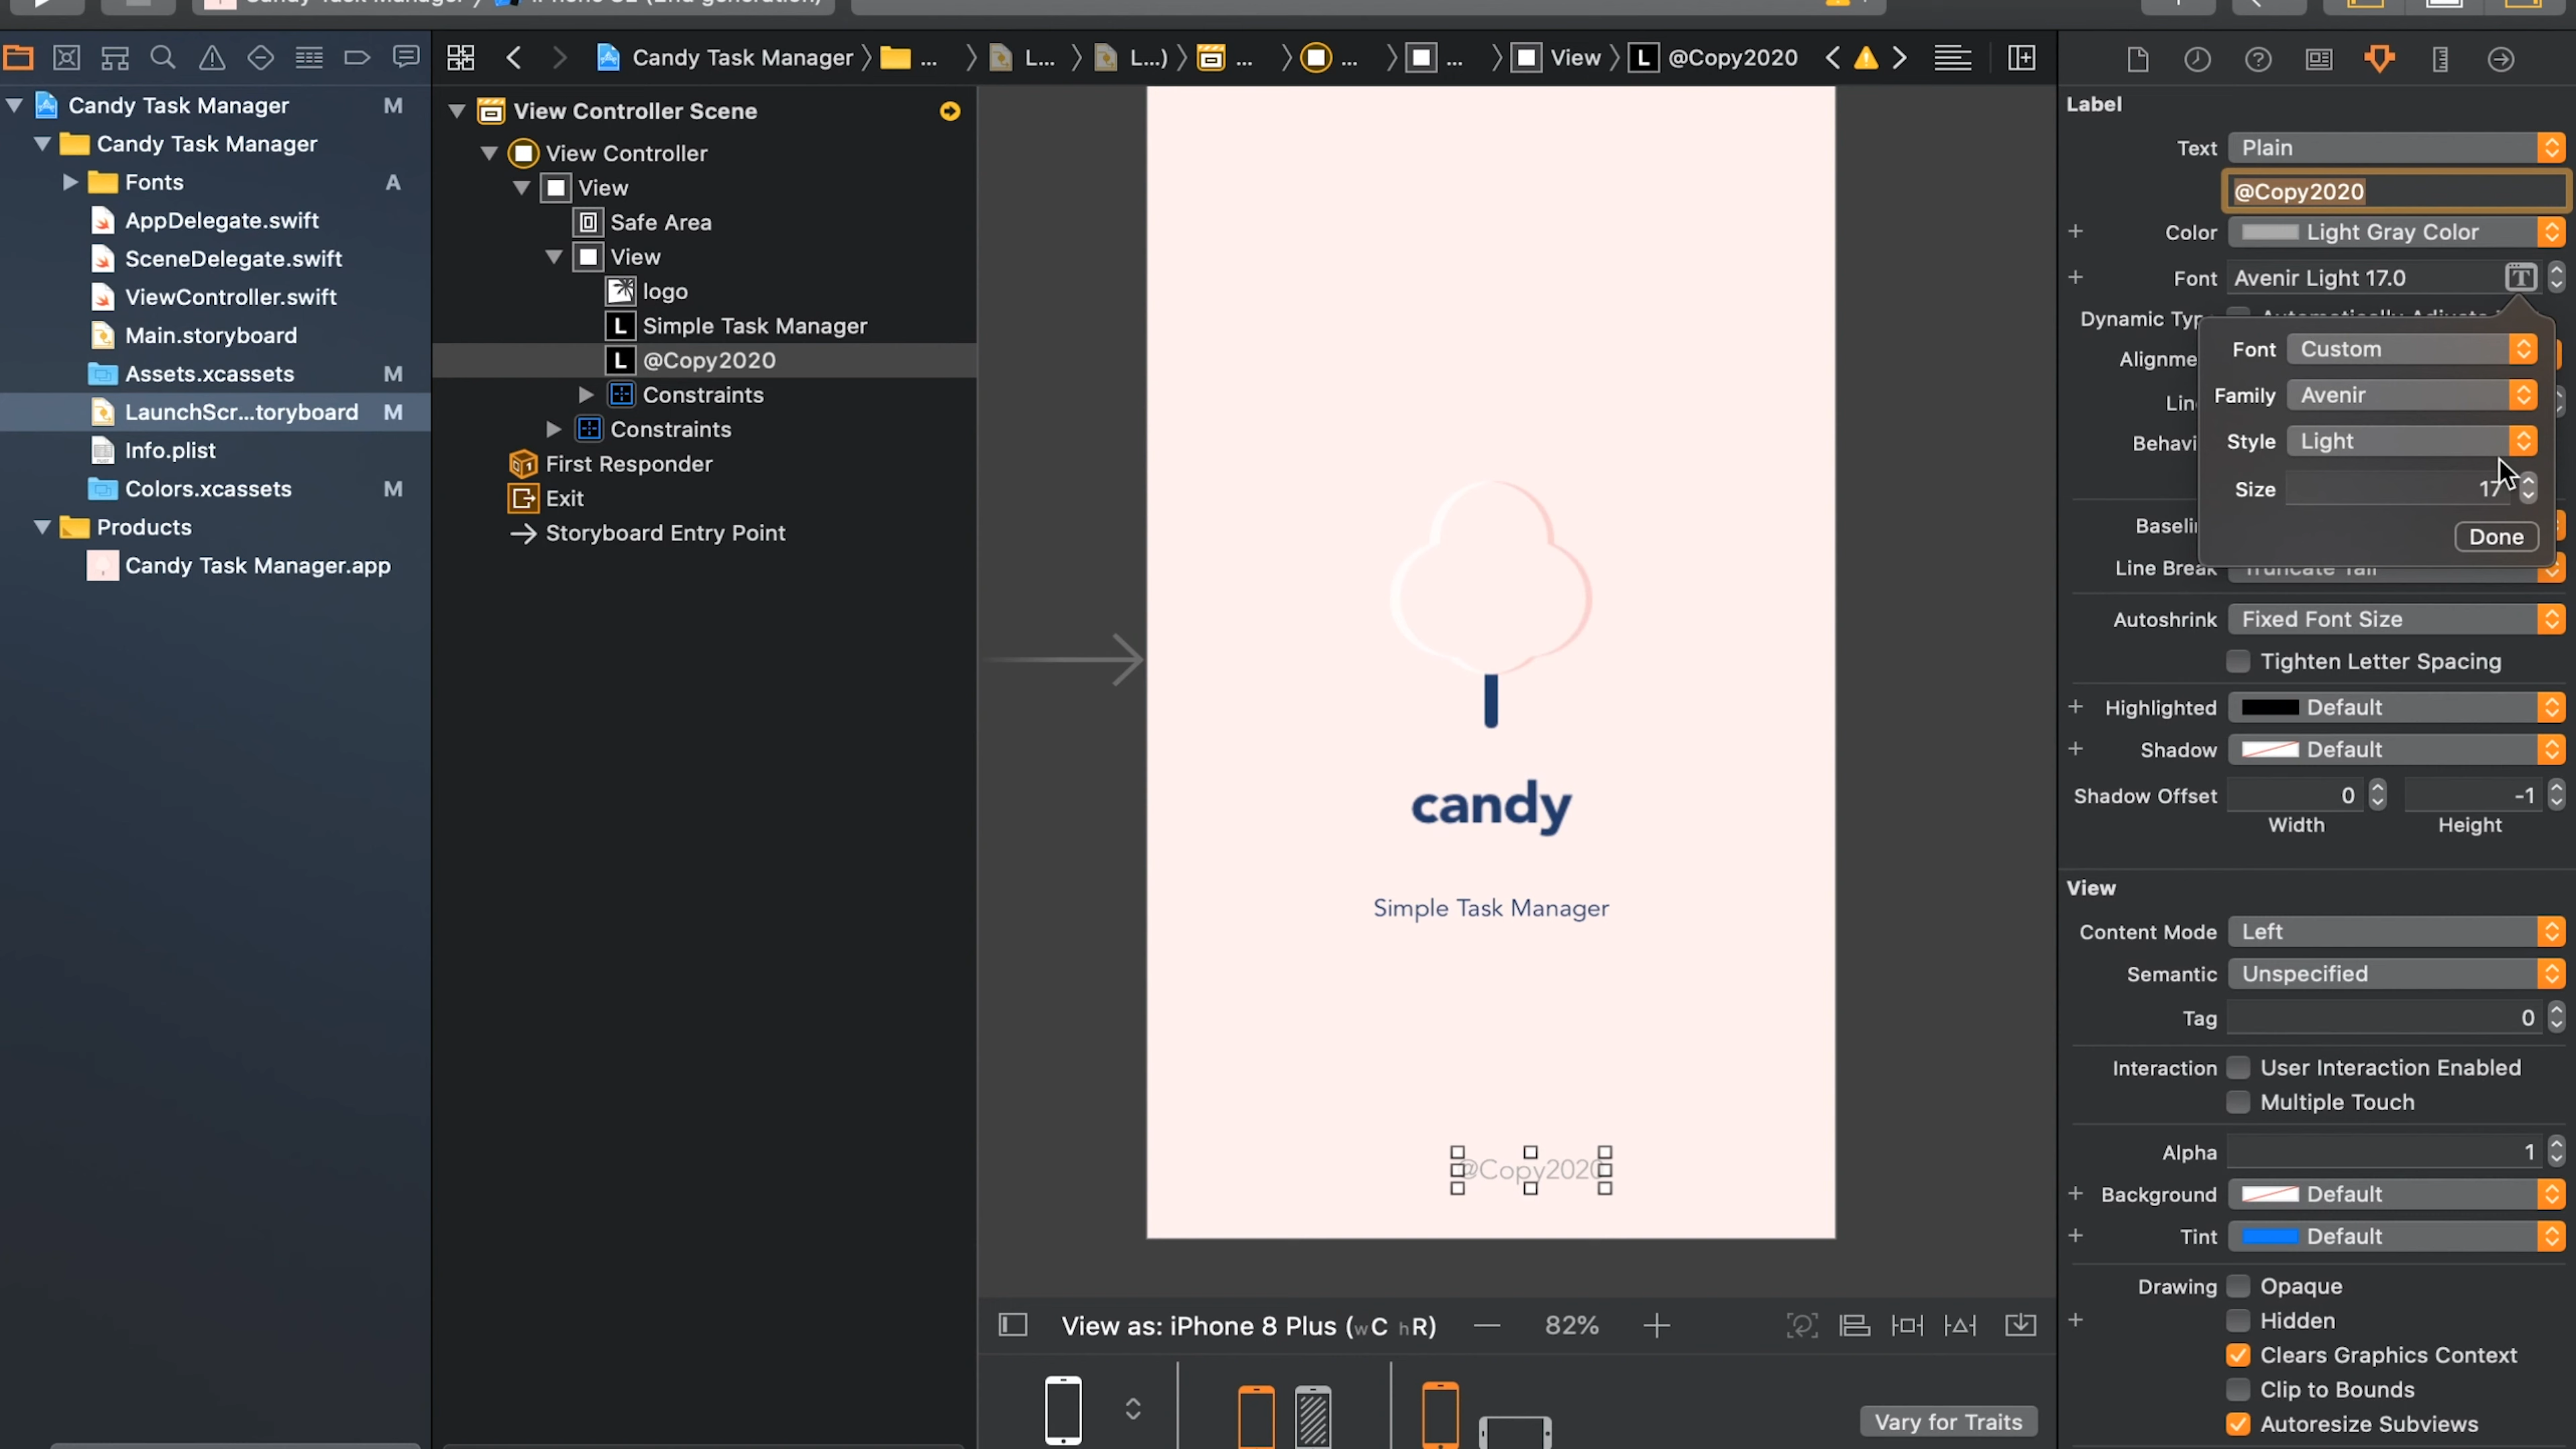 Candy Task Manager
... L... L...) ... ... ... View L @Copy2020
Candy Task Manager M
Candy Task Manager
Fonts A
AppDelegate.swift
SceneDelegate.swift
ViewController.swift
Main.storyboard
Assets.xcassets M
LaunchScr...toryboard M
Info.plist
Colors.xcassets M
Products
Candy Task Manager.app
View Controller Scene
View Controller
View
Safe Area
View
logo
L Simple Task Manager
L @Copy2020
Constraints
Constraints
First Responder
Exit
Storyboard Entry Point
candy
Simple Task Manager
@Copy2020
View as: iPhone 8 Plus (wC hR) 82%
Vary for Traits
Label
Text Plain
@Copy2020
Color Light Gray Color
Font Avenir Light 17.0 T
Dynamic Typ
Alignme
Lin
Behavi
Font Custom
Family Avenir
Style Light
Size 17
Done
Baselin
Line Break
Autoshrink Fixed Font Size
Tighten Letter Spacing
Highlighted Default
Shadow Default
Shadow Offset 0 -1
Width Height
View
Content Mode Left
Semantic Unspecified
Tag 0
Interaction User Interaction Enabled
Multiple Touch
Alpha 1
Background Default
Tint Default
Drawing Opaque
Hidden
Clears Graphics Context
Clip to Bounds
Autoresize Subviews